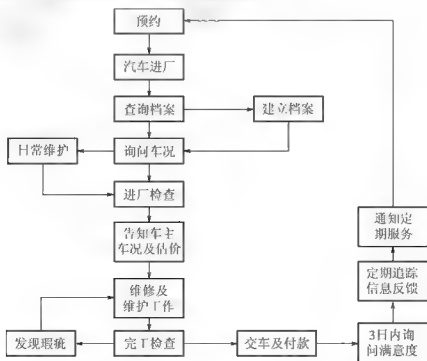 预约
汽车进厂
查询档案
建立档案
日常维护
询问车况
进厂检查
告知车主
车况及估价
通知定
期服务
维修及
维护工作
定期追踪
信息反馈
发现瑕疵
完工检查
交车及付款
3日内询
问满意度